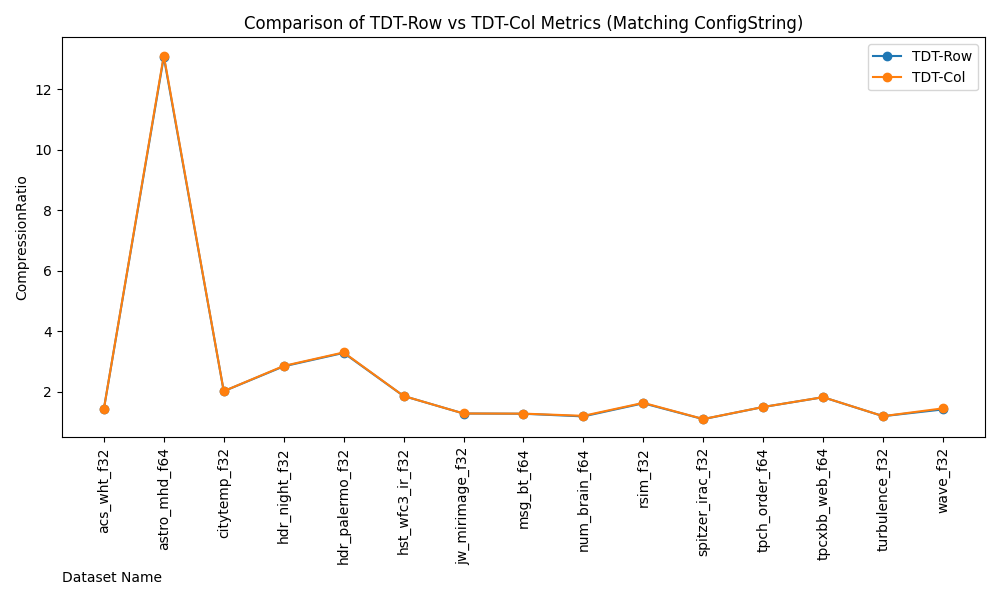 Comparison of TDT-Row vs TDT-Col Metrics (Matching ConfigString)
TDT-Row
TDT-Col
CompressionRatio
12
10
8
6
4
2
acs_wht_f32
astro_mhd_f64
citytemp_f32
hdr_night_f32
hdr_palermo_f32
hst_wfc3_ir_f32
jw_mirimage_f32
msg_bt_f64
num_brain_f64
rsim_f32
spitzer_irac_f32
tpch_order_f64
tpcxbb_web_f64
turbulence_f32
wave_f32
Dataset Name